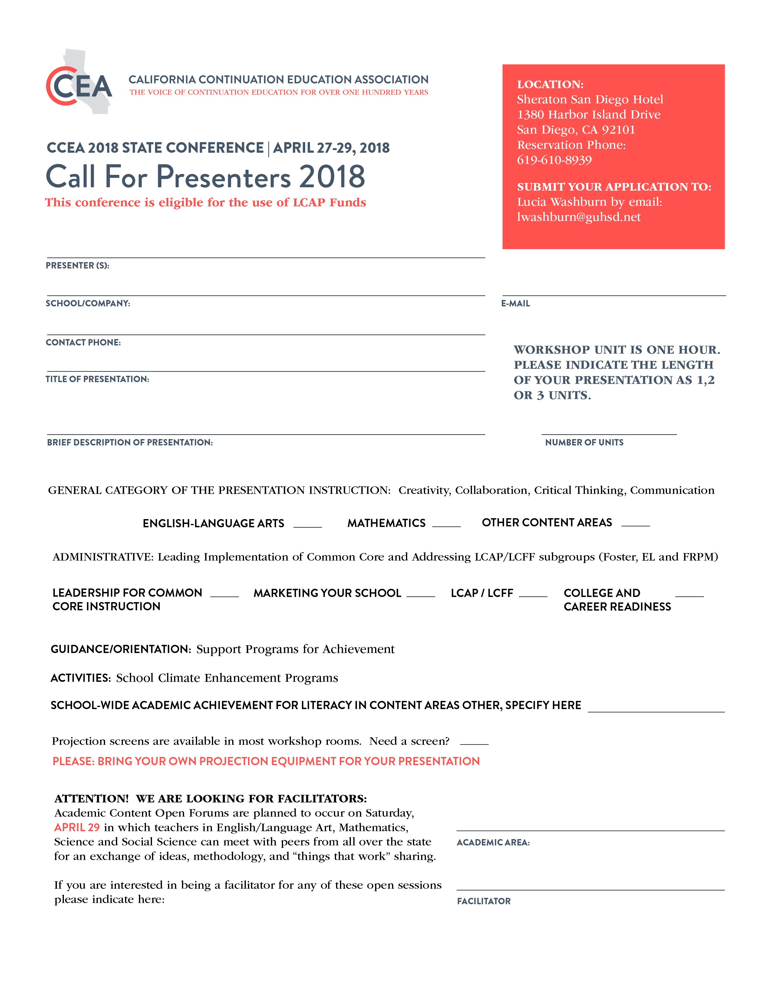 CCEA
CALIFORNIA CONTINUATION EDUCATION ASSOCIATION
THE VOICE OF CONTINUATION EDUCATION FOR OVER ONE HUNDRED YEARS
CCEA 2018 STATE CONFERENCE | APRIL 27-29, 2018
Call For Presenters 2018
This conference is eligible for the use of LCAP Funds
LOCATION:
Sheraton San Diego Hotel
1380 Harbor Island Drive
San Diego, CA 92101
Reservation Phone:
619-610-8939
SUBMIT YOUR APPLICATION TO:
Lucia Washburn by email:
lwashburn@guhsd.net
PRESENTER (S):
SCHOOL/COMPANY:
E-MAIL
CONTACT PHONE:
TITLE OF PRESENTATION:
WORKSHOP UNIT IS ONE HOUR.
PLEASE INDICATE THE LENGTH
OF YOUR PRESENTATION AS 1,2
OR 3 UNITS.
BRIEF DESCRIPTION OF PRESENTATION:
NUMBER OF UNITS
GENERAL CATEGORY OF THE PRESENTATION INSTRUCTION: Creativity, Collaboration, Critical Thinking, Communication
ENGLISH-LANGUAGE ARTS ____ MATHEMATICS ____ OTHER CONTENT AREAS ____
ADMINISTRATIVE: Leading Implementation of Common Core and Addressing LCAP/LCFF subgroups (Foster, EL and FRPM)
LEADERSHIP FOR COMMON ____ MARKETING YOUR SCHOOL ____ LCAP / LCFF ____ COLLEGE AND ____
CORE INSTRUCTION CAREER READINESS
GUIDANCE/ORIENTATION: Support Programs for Achievement
ACTIVITIES: School Climate Enhancement Programs
SCHOOL-WIDE ACADEMIC ACHIEVEMENT FOR LITERACY IN CONTENT AREAS OTHER, SPECIFY HERE ____
Projection screens are available in most workshop rooms. Need a screen? ____
PLEASE: BRING YOUR OWN PROJECTION EQUIPMENT FOR YOUR PRESENTATION
ATTENTION! WE ARE LOOKING FOR FACILITATORS:
Academic Content Open Forums are planned to occur on Saturday,
APRIL 29 in which teachers in English/Language Art, Mathematics,
Science and Social Science can meet with peers from all over the state
for an exchange of ideas, methodology, and “things that work” sharing.
If you are interested in being a facilitator for any of these open sessions
please indicate here:
ACADEMIC AREA:
FACILITATOR